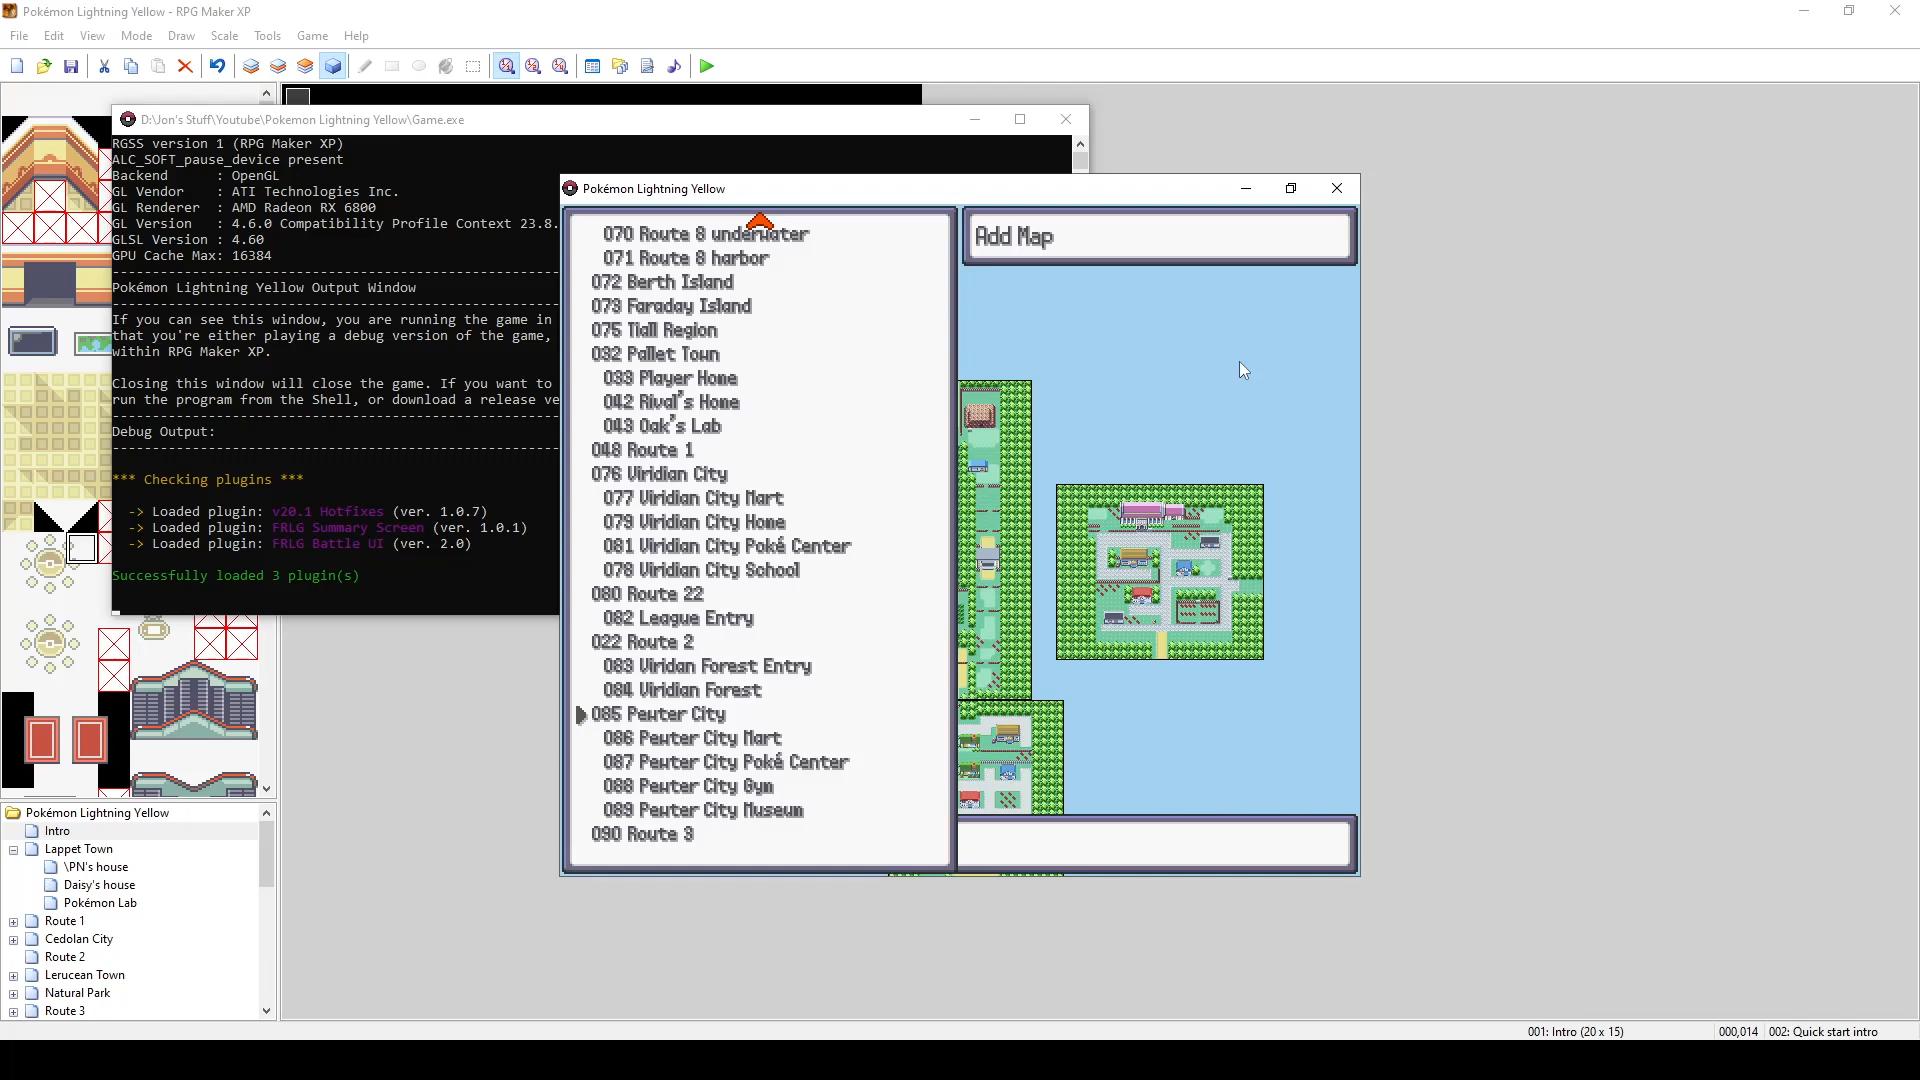 Pokémon Lightning Yellow - RPG Maker XP
File Edit View Mode Draw Scale Tools Game Help
D:\Jon's Stuff\Youtube\Pokemon Lightning Yellow\Game.exe
RGSS version 1 (RPG Maker XP)
ALC_SOFT_pause_device present
Backend : OpenGL
GL Vendor : ATI Technologies Inc.
GL Renderer : AMD Radeon RX 6800
GL Version : 4.6.0 Compatibility Profile Context 23.8.
GLSL Version : 4.60
GPU Cache Max: 16384
Pokémon Lightning Yellow Output Window
If you can see this window, you are running the game in
that you're either playing a debug version of the game,
within RPG Maker XP.
Closing this window will close the game. If you want to
run the program from the Shell, or download a release ve
Debug Output:
*** Checking plugins ***
-> Loaded plugin: v20.1 Hotfixes (ver. 1.0.7)
-> Loaded plugin: FRLG Summary Screen (ver. 1.0.1)
-> Loaded plugin: FRLG Battle UI (ver. 2.0)
Successfully loaded 3 plugin(s)
Pokémon Lightning Yellow
070 Route 8 underwater
071 Route 8 harbor
072 Berth Island
073 Faraday Island
075 Tiall Region
032 Pallet Town
033 Player Home
042 Rival's Home
043 Oak's Lab
048 Route 1
076 Viridian City
077 Viridian City Mart
079 Viridian City Home
081 Viridian City Poké Center
078 Viridian City School
080 Route 22
082 League Entry
022 Route 2
083 Viridan Forest Entry
084 Viridian Forest
085 Pewter City
086 Pewter City Mart
087 Pewter City Poké Center
088 Pewter City Gym
089 Pewter City Museum
090 Route 3
Add Map
Pokémon Lightning Yellow
Intro
Lappet Town
\PN's house
Daisy's house
Pokémon Lab
Route 1
Cedolan City
Route 2
Lerucean Town
Natural Park
Route 3
001: Intro (20 x 15) 000,014 002: Quick start intro